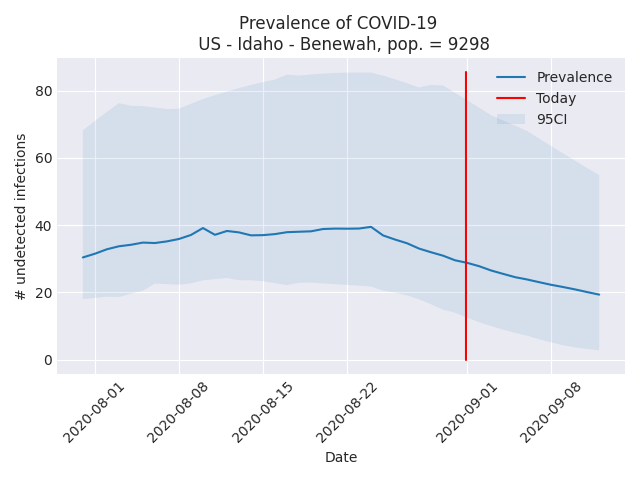 Prevalence of COVID-19
US - Idaho - Benewah, pop. = 9298
# undetected infections
80
60
40
20
0
Prevalence
Today
95CI
2020-08-01
2020-08-08
2020-08-15
2020-08-22
2020-09-01
2020-09-08
Date